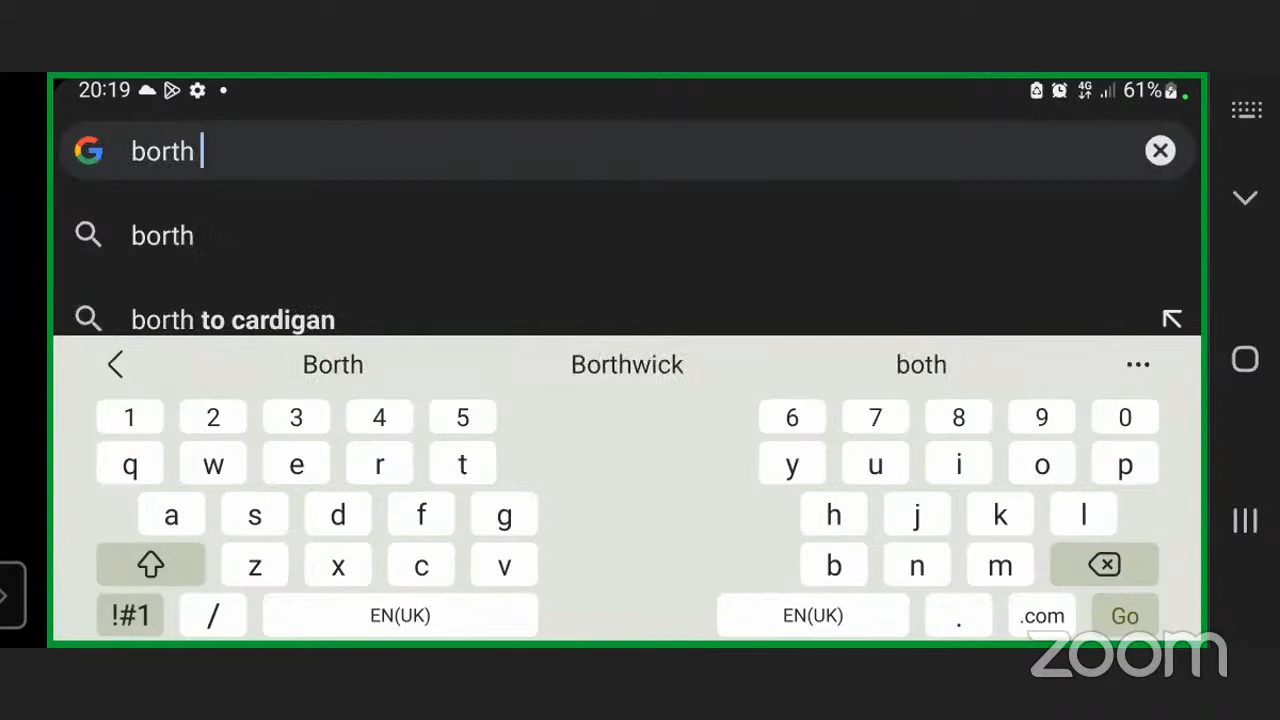 20:19 4G 61%
borth
borth
borth to cardigan
Borth Borthwick both ...
1 2 3 4 5 6 7 8 9 0
q w e r t y u i o p
a s d f g h j k l
z x c v b n m
!#1 / EN(UK) EN(UK) . .com Go
zoom